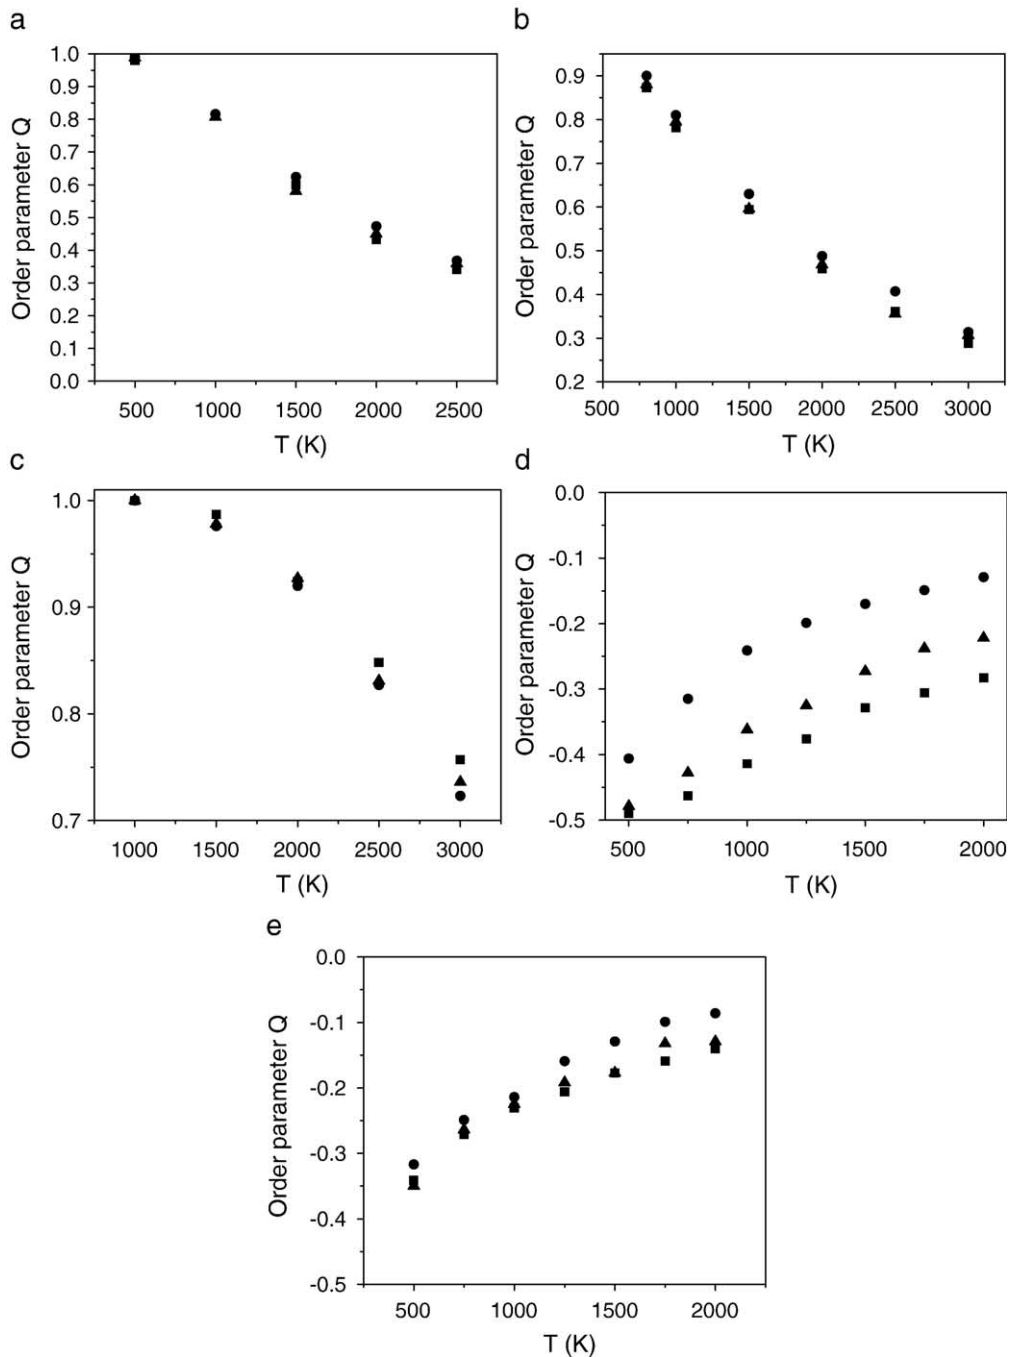 a
1.0
0.9
0.8
0.7
0.6
0.5
0.4
0.3
0.2
0.1
0.0
Order parameter Q
500 1000 1500 2000 2500
T (K)
b
0.9
0.8
0.7
0.6
0.5
0.4
0.3
0.2
Order parameter Q
500 1000 1500 2000 2500 3000
T (K)
c
1.0
0.9
0.8
0.7
Order parameter Q
1000 1500 2000 2500 3000
T (K)
d
0.0
-0.1
-0.2
-0.3
-0.4
-0.5
Order parameter Q
500 1000 1500 2000
T (K)
e
0.0
-0.1
-0.2
-0.3
-0.4
-0.5
Order parameter Q
500 1000 1500 2000
T (K)